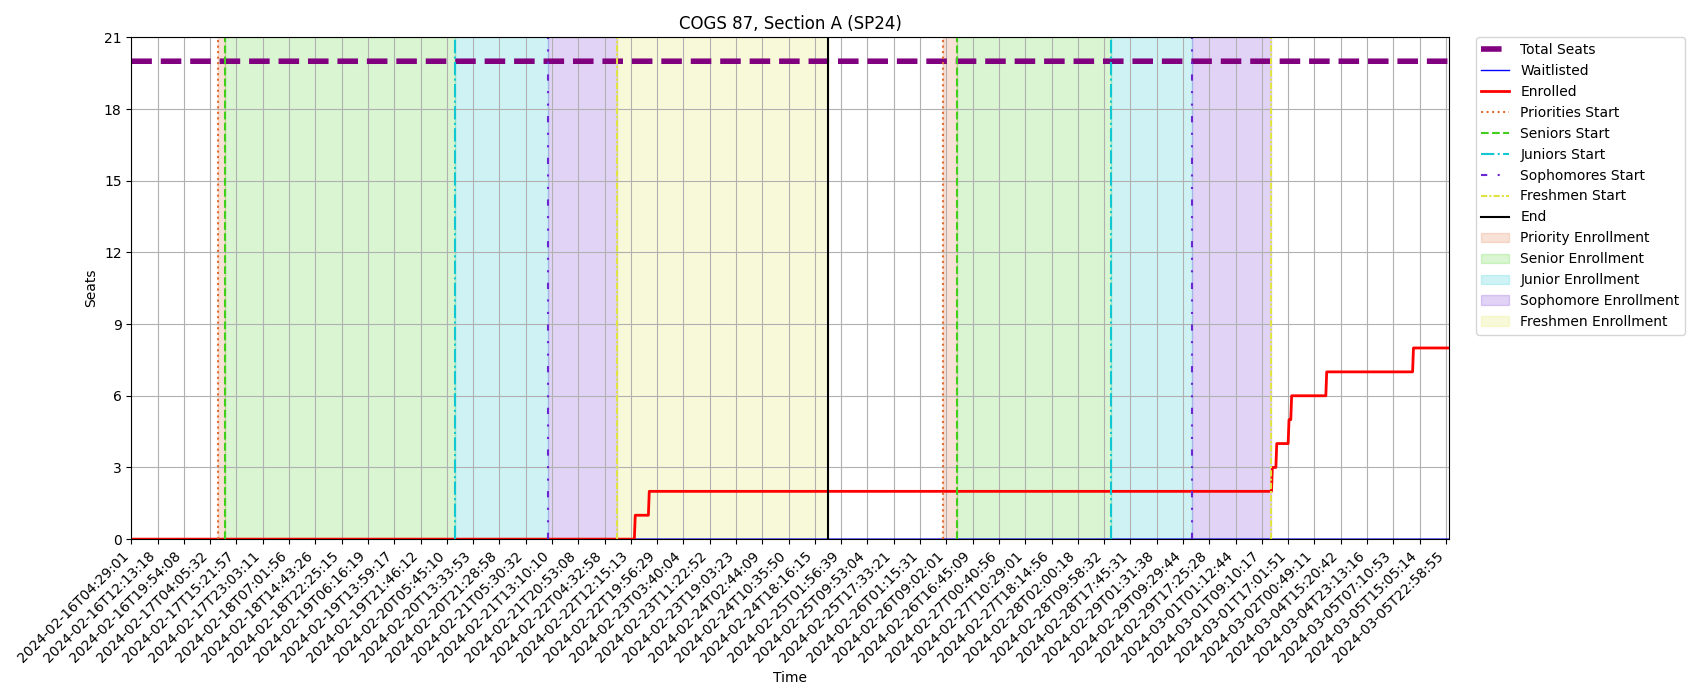 COGS 87, Section A (SP24)
21
18
15
12
9
6
3
0
Seats
2024-02-16T04:29:01
2024-02-16T12:13:18
2024-02-16T19:54:08
2024-02-17T04:05:32
2024-02-17T15:21:57
2024-02-17T23:03:11
2024-02-18T07:01:56
2024-02-18T14:43:26
2024-02-18T22:25:15
2024-02-19T06:16:19
2024-02-19T13:59:17
2024-02-19T21:46:12
2024-02-20T05:45:10
2024-02-20T13:33:53
2024-02-20T21:28:58
2024-02-21T05:30:32
2024-02-21T13:10:10
2024-02-21T20:53:08
2024-02-22T04:32:58
2024-02-22T12:15:13
2024-02-22T19:56:29
2024-02-23T03:40:04
2024-02-23T11:22:52
2024-02-23T19:03:23
2024-02-24T02:44:09
2024-02-24T10:35:50
2024-02-24T18:16:15
2024-02-25T01:56:39
2024-02-25T09:53:04
2024-02-25T17:33:21
2024-02-26T01:15:31
2024-02-26T09:02:01
2024-02-26T16:45:09
2024-02-27T00:40:56
2024-02-27T10:29:01
2024-02-27T18:14:56
2024-02-28T02:00:18
2024-02-28T09:58:32
2024-02-28T17:45:31
2024-02-29T01:31:38
2024-02-29T09:29:44
2024-02-29T17:25:28
2024-03-01T01:12:44
2024-03-01T09:10:17
2024-03-01T17:01:51
2024-03-02T00:49:11
2024-03-04T15:20:42
2024-03-04T23:13:16
2024-03-05T07:10:53
2024-03-05T15:05:14
2024-03-05T22:58:55
Time
Total Seats
Waitlisted
Enrolled
Priorities Start
Seniors Start
Juniors Start
Sophomores Start
Freshmen Start
End
Priority Enrollment
Senior Enrollment
Junior Enrollment
Sophomore Enrollment
Freshmen Enrollment